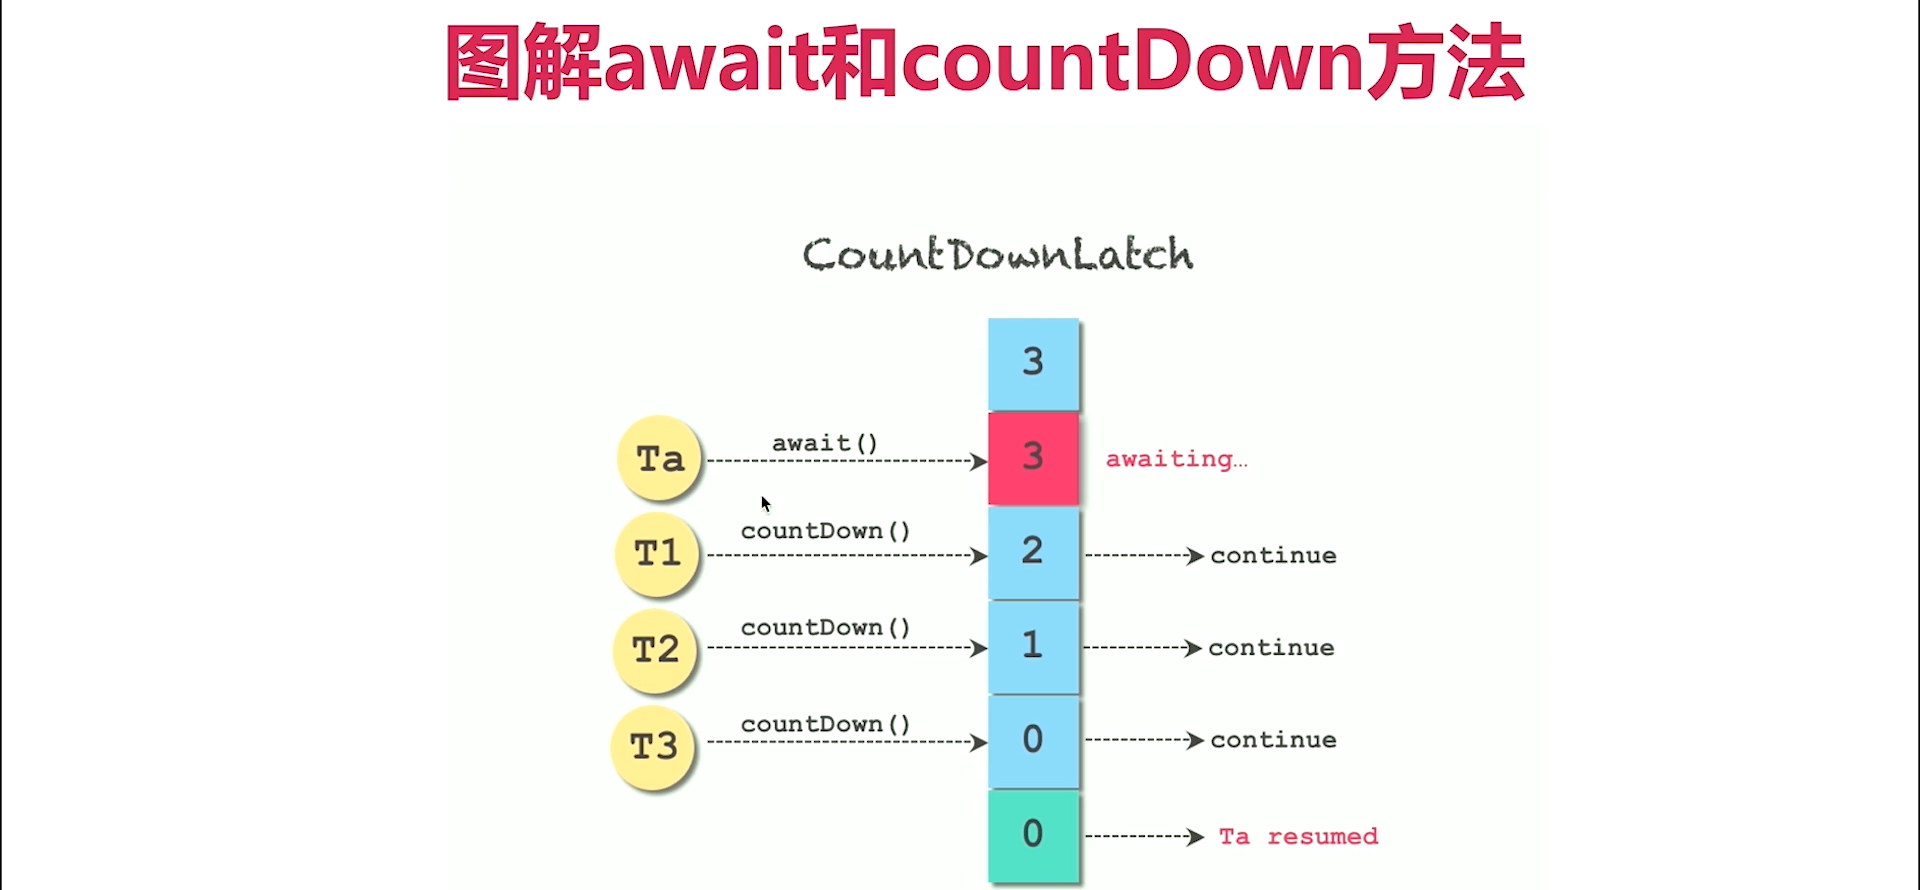 图解await和countDown方法
CountDownLatch
3
Ta await() 3 awaiting...
T1 countDown() 2 continue
T2 countDown() 1 continue
T3 countDown() 0 continue
0 Ta resumed